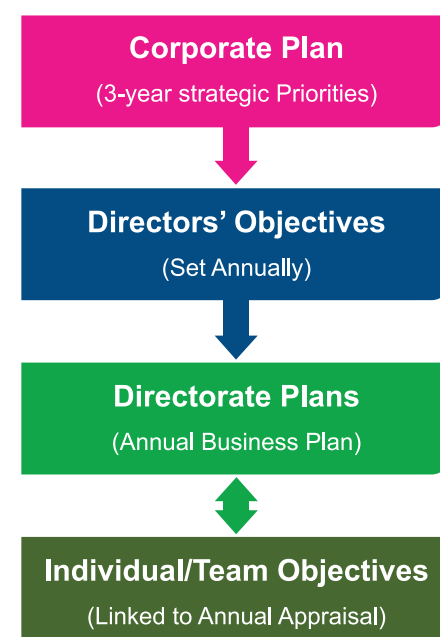 Corporate Plan
(3-year strategic Priorities)
Directors’ Objectives
(Set Annually)
Directorate Plans
(Annual Business Plan)
Individual/Team Objectives
(Linked to Annual Appraisal)